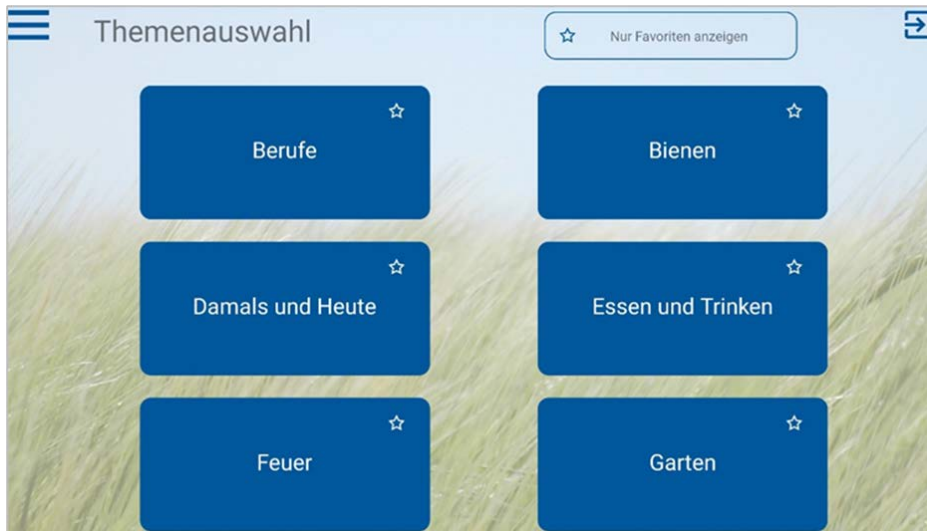 Themenauswahl
Nur Favoriten anzeigen
Berufe
Bienen
Damals und Heute
Essen und Trinken
Feuer
Garten